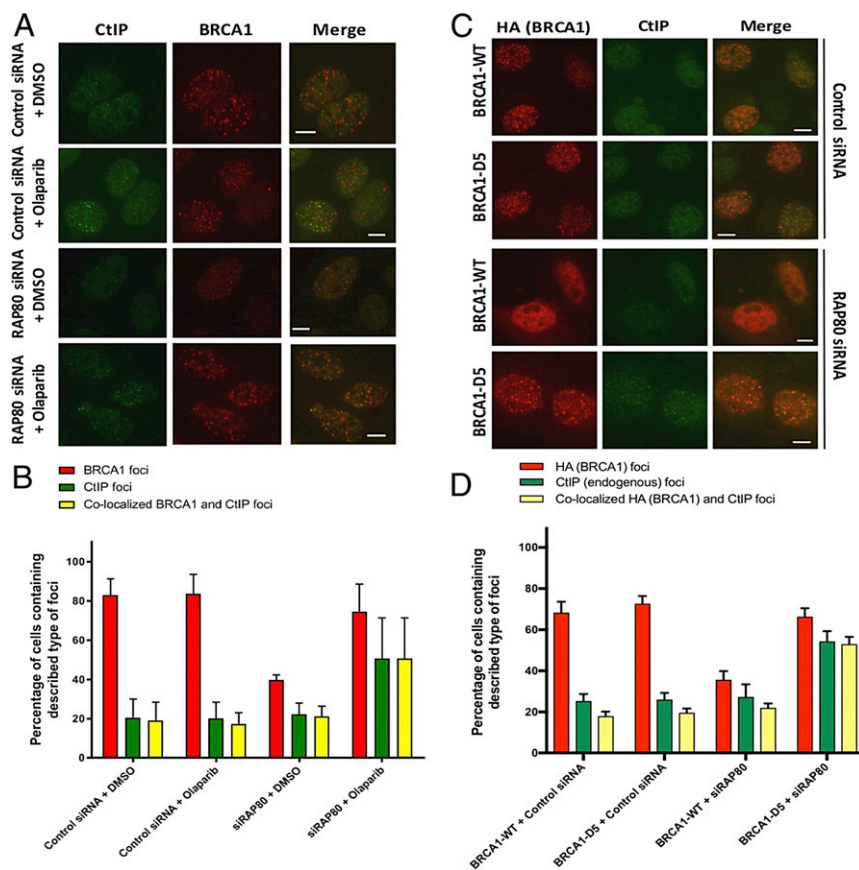 A
CtIP BRCA1 Merge
Control siRNA
+ DMSO
Control siRNA
+ Olaparib
RAP80 siRNA
+ DMSO
RAP80 siRNA
+ Olaparib
B
BRCA1 foci
CtIP foci
Co-localized BRCA1 and CtIP foci
Percentage of cells containing
described type of foci
100
80
60
40
20
0
Control siRNA + DMSO
Control siRNA + Olaparib
siRAP80 + DMSO
siRAP80 + Olaparib
C
HA (BRCA1) CtIP Merge
BRCA1-WT
BRCA1-D5
BRCA1-WT
BRCA1-D5
Control siRNA
RAP80 siRNA
D
HA (BRCA1) foci
CtIP (endogenous) foci
Co-localized HA (BRCA1) and CtIP foci
Percentage of cells containing
described type of foci
100
80
60
40
20
0
BRCA1-WT + Control siRNA
BRCA1-D5 + Control siRNA
BRCA1-WT + siRAP80
BRCA1-D5 + siRAP80